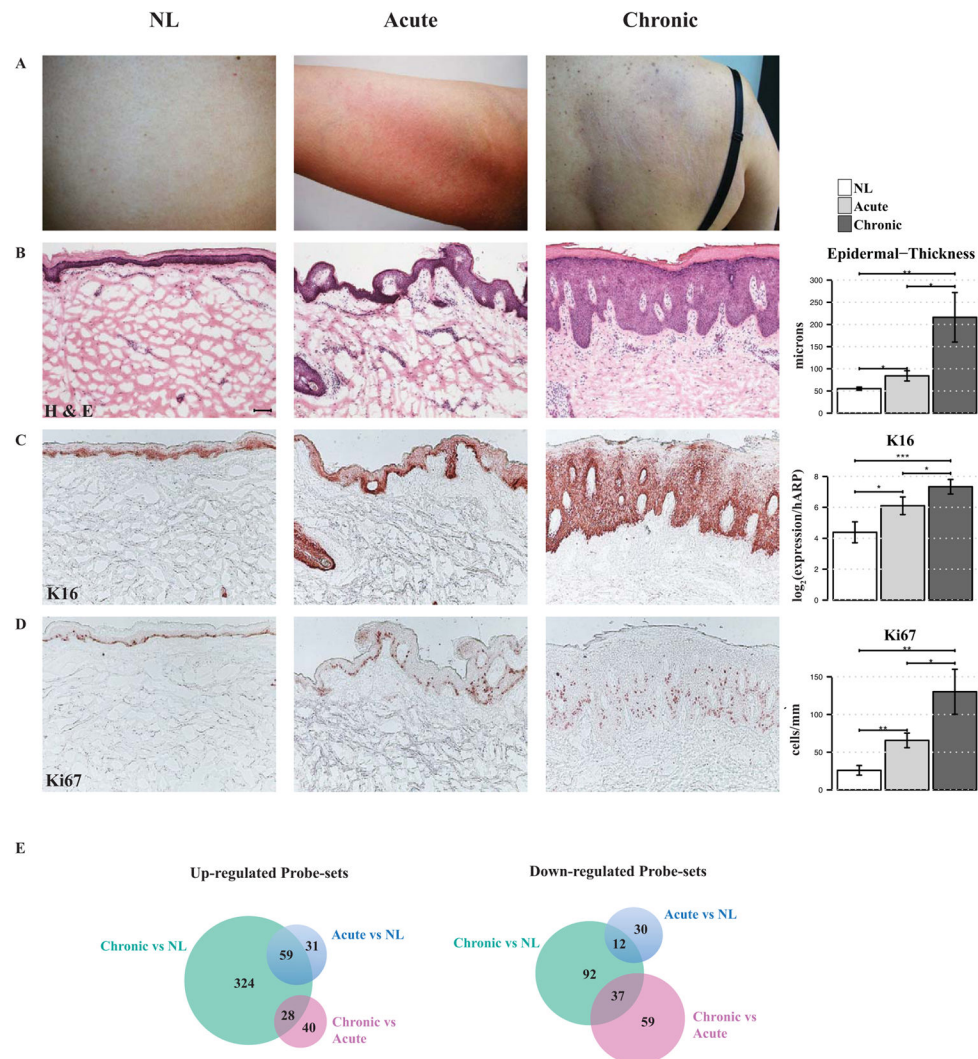 NL Acute Chronic
A
NL
Acute
Chronic
B
H & E
Epidermal–Thickness
**
*
*
300
250
200
150
100
50
0
microns
C
K16
K16
***
*
*
8
6
4
2
0
log2(expression/hARP)
D
Ki67
Ki67
**
*
**
150
100
50
0
cells/mm
E
Up-regulated Probe-sets
Chronic vs NL
Acute vs NL
Chronic vs
Acute
324
59
31
28
40
Down-regulated Probe-sets
Chronic vs NL
Acute vs NL
Chronic vs
Acute
92
12
30
37
59